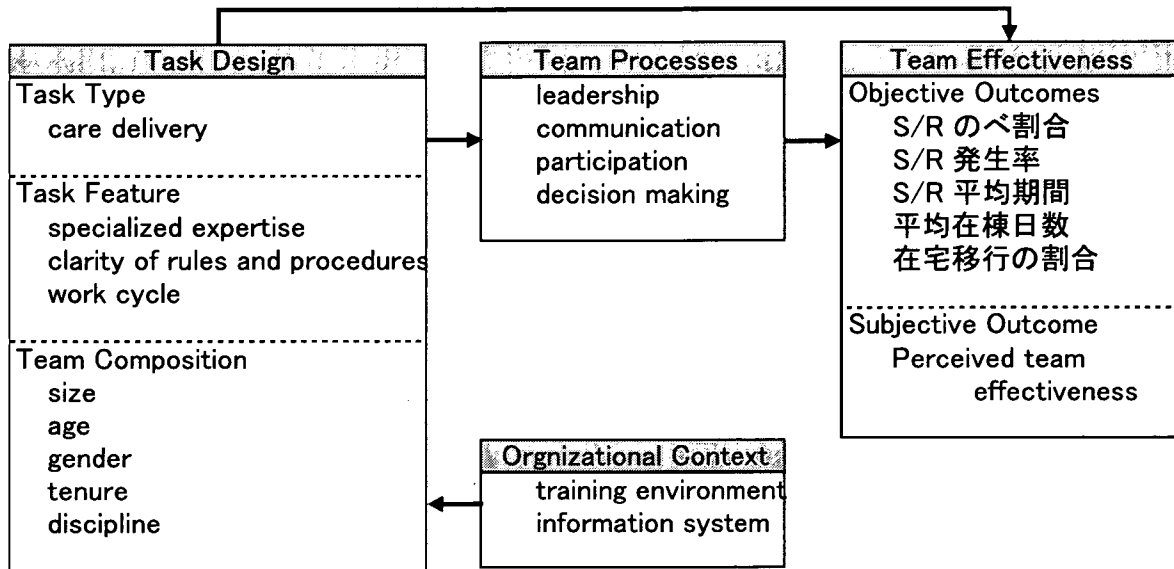 Task Design
Task Type
care delivery
Task Feature
specialized expertise
clarity of rules and procedures
work cycle
Team Composition
size
age
gender
tenure
discipline
Team Processes
leadership
communication
participation
decision making
Orgnizational Context
training environment
information system
Team Effectiveness
Objective Outcomes
S/R のべ割合
S/R 発生率
S/R 平均期間
平均在棟日数
在宅移行の割合
Subjective Outcome
Perceived team
effectiveness